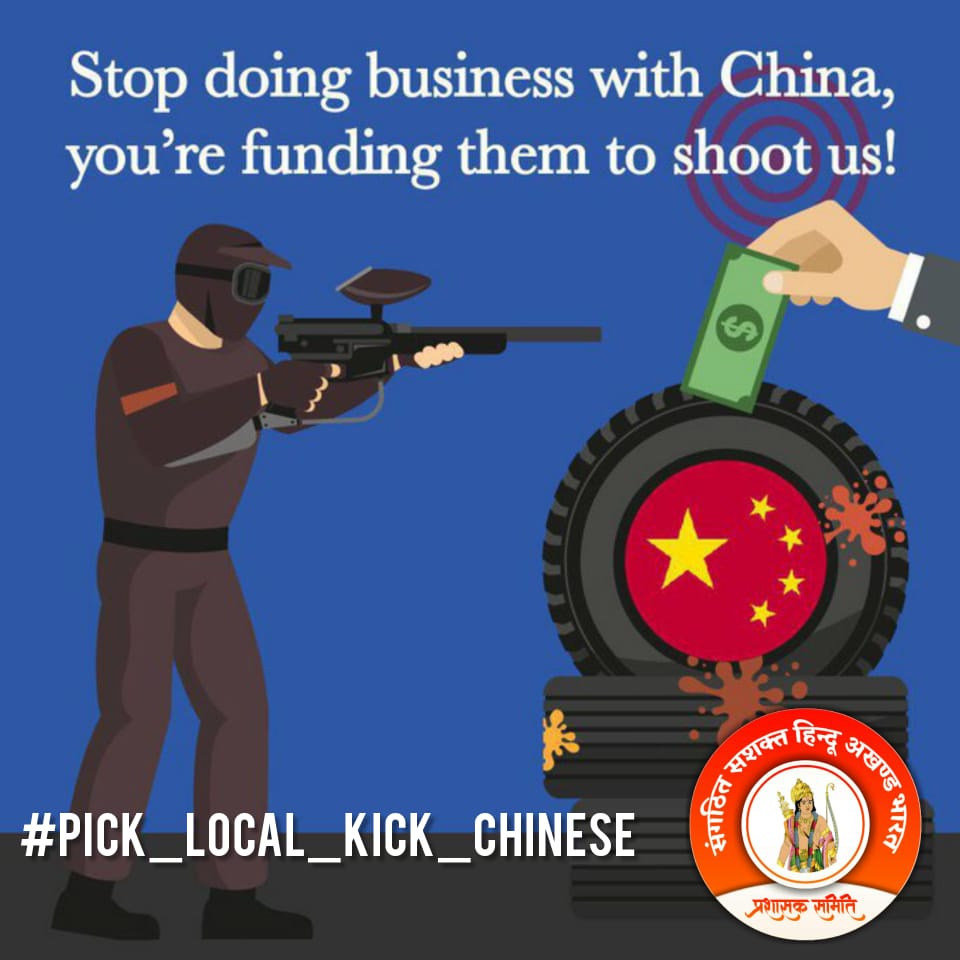 Stop doing business with China,
you're funding them to shoot us!
#PICK_LOCAL_KICK_CHINESE
संगठित सशक्त हिन्दू अखण्ड भारत
प्रशासक समिति